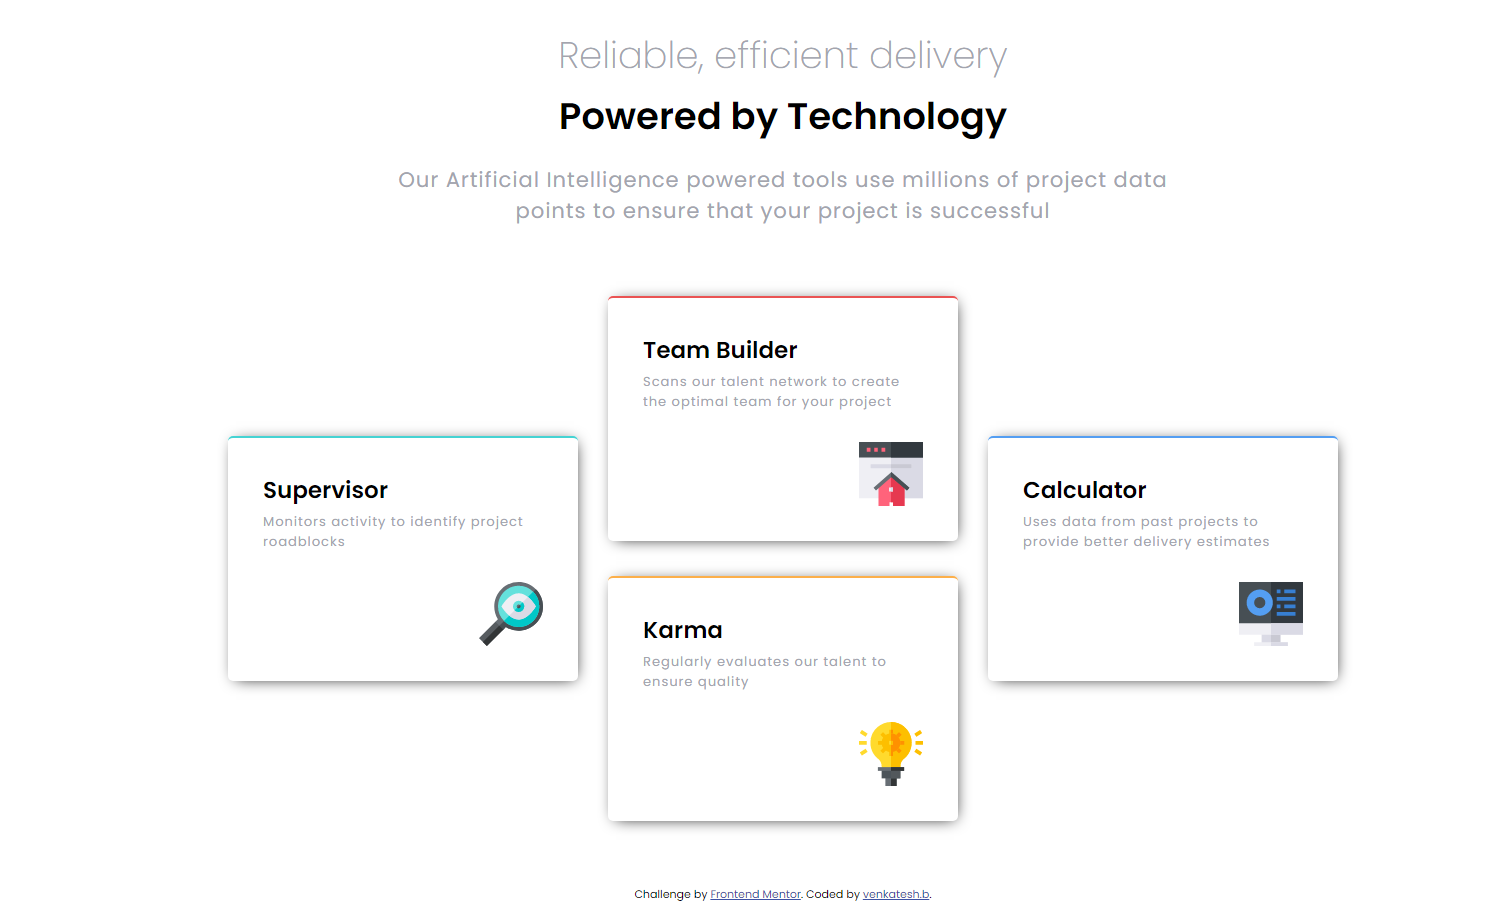 Reliable, efficient delivery
Powered by Technology
Our Artificial Intelligence powered tools use millions of project data
points to ensure that your project is successful
Team Builder
Scans our talent network to create
the optimal team for your project
Supervisor
Monitors activity to identify project
roadblocks
Calculator
Uses data from past projects to
provide better delivery estimates
Karma
Regularly evaluates our talent to
ensure quality
Challenge by Frontend Mentor. Coded by venkatesh.b.